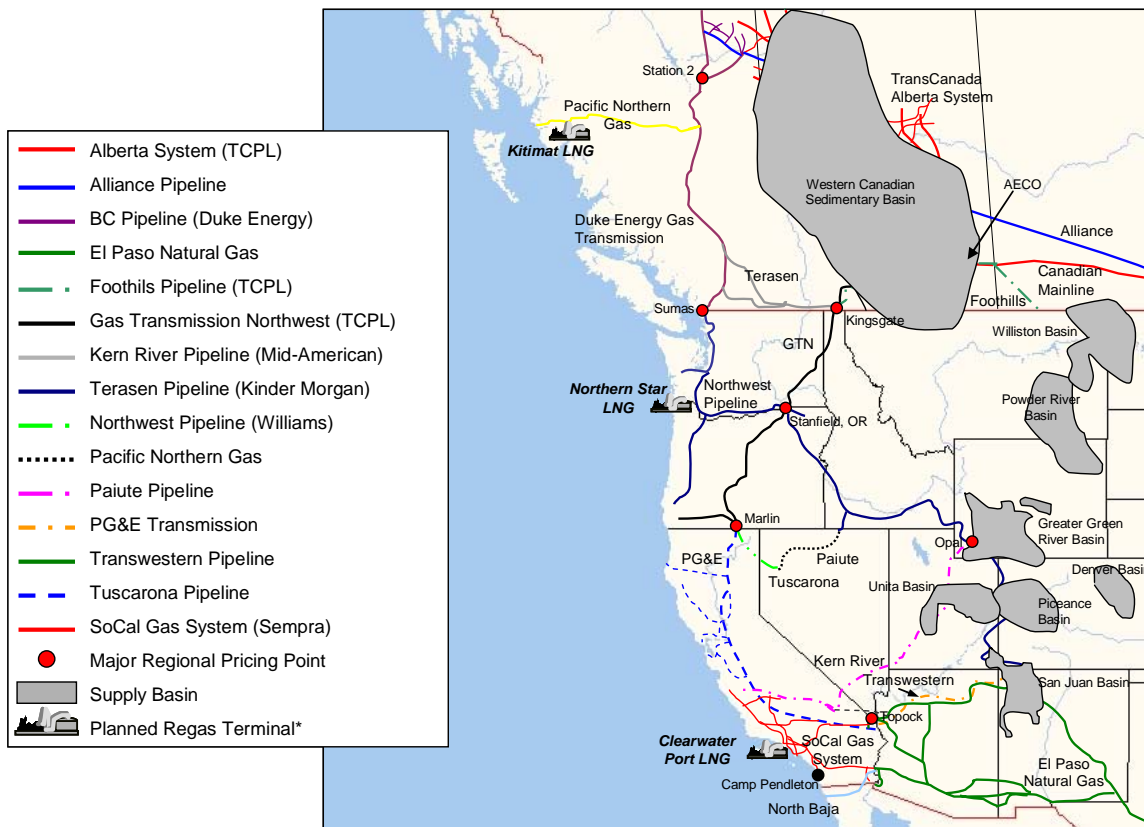 Alberta System (TCPL)
Alliance Pipeline
BC Pipeline (Duke Energy)
El Paso Natural Gas
Foothils Pipeline (TCPL)
Gas Transmission Northwest (TCPL)
Kern River Pipeline (Mid-American)
Terasen Pipeline (Kinder Morgan)
Northwest Pipeline (Williams)
Pacific Northern Gas
Paiute Pipeline
PG&E Transmission
Transwestern Pipeline
Tuscarona Pipeline
SoCal Gas System (Sempra)
Major Regional Pricing Point
Supply Basin
Planned Regas Terminal*
Station 2
TransCanada
Alberta System
Pacific Northern
Gas
Kitimat LNG
Western Canadian
Sedimentary Basin
AECO
Duke Energy Gas
Transmission
Alliance
Terasen
Canadian
Mainline
Foothills
Sumas
Kingsgate
Williston Basin
GTN
Northern Star
LNG
Northwest
Pipeline
Powder River
Basin
Stanfield, OR
Marlin
Greater Green
River Basin
Opal
PG&E
Paiute
Tuscarona
Denver Basin
Unita Basin
Piceance
Basin
Kern River
Transwestern
San Juan Basin
Topock
Clearwater
Port LNG
SoCal Gas
System
El Paso
Natural Gas
Camp Pendleton
North Baja